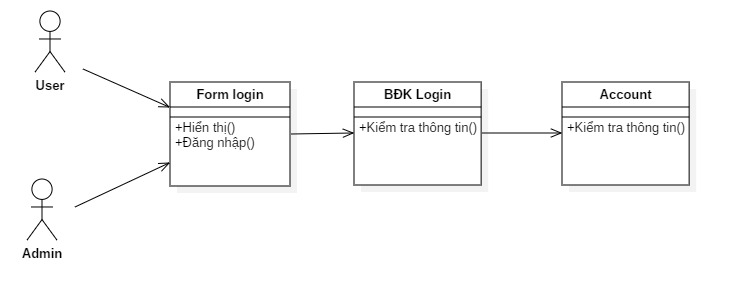 User
Form login
+Hiển thị()
+Đăng nhập()
BĐK Login
+Kiểm tra thông tin()
Account
+Kiểm tra thông tin()
Admin